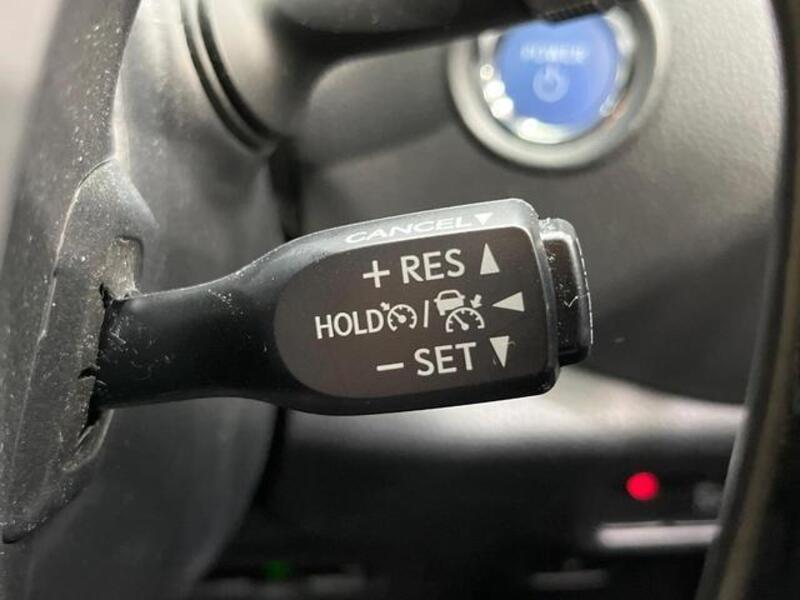 POWER
CANCEL
+ RES
HOLD /
− SET